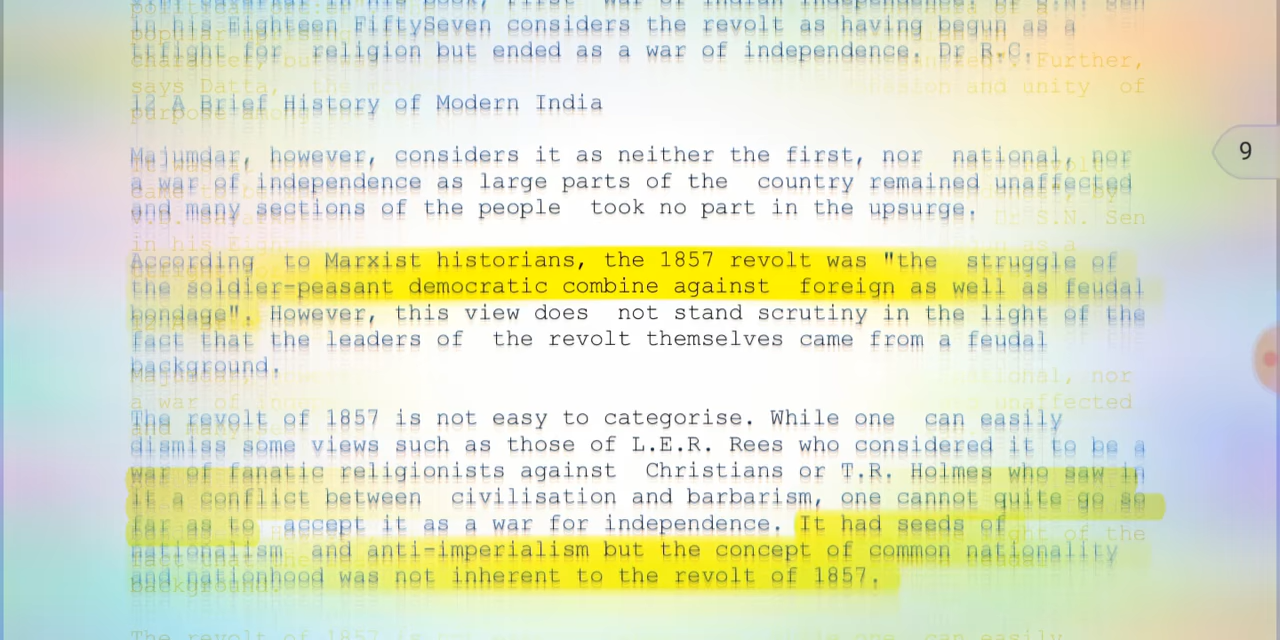 in his Eighteen FiftySeven considers the revolt as having begun as a
fight for religion but ended as a war of independence. Dr R.C.
12 A Brief History of Modern India
Majumdar, however, considers it as neither the first, nor national, nor
a war of independence as large parts of the country remained unaffected
and many sections of the people took no part in the upsurge.
According to Marxist historians, the 1857 revolt was "the struggle of
the soldier-peasant democratic combine against foreign as well as feudal
bondage". However, this view does not stand scrutiny in the light of the
fact that the leaders of the revolt themselves came from a feudal
background.
The revolt of 1857 is not easy to categorise. While one can easily
dismiss some views such as those of L.E.R. Rees who considered it to be a
war of fanatic religionists against Christians or T.R. Holmes who saw in
it a conflict between civilisation and barbarism, one cannot quite go so
far as to accept it as a war for independence. It had seeds of
nationalism and anti-imperialism but the concept of common nationality
and nationhood was not inherent to the revolt of 1857.
9